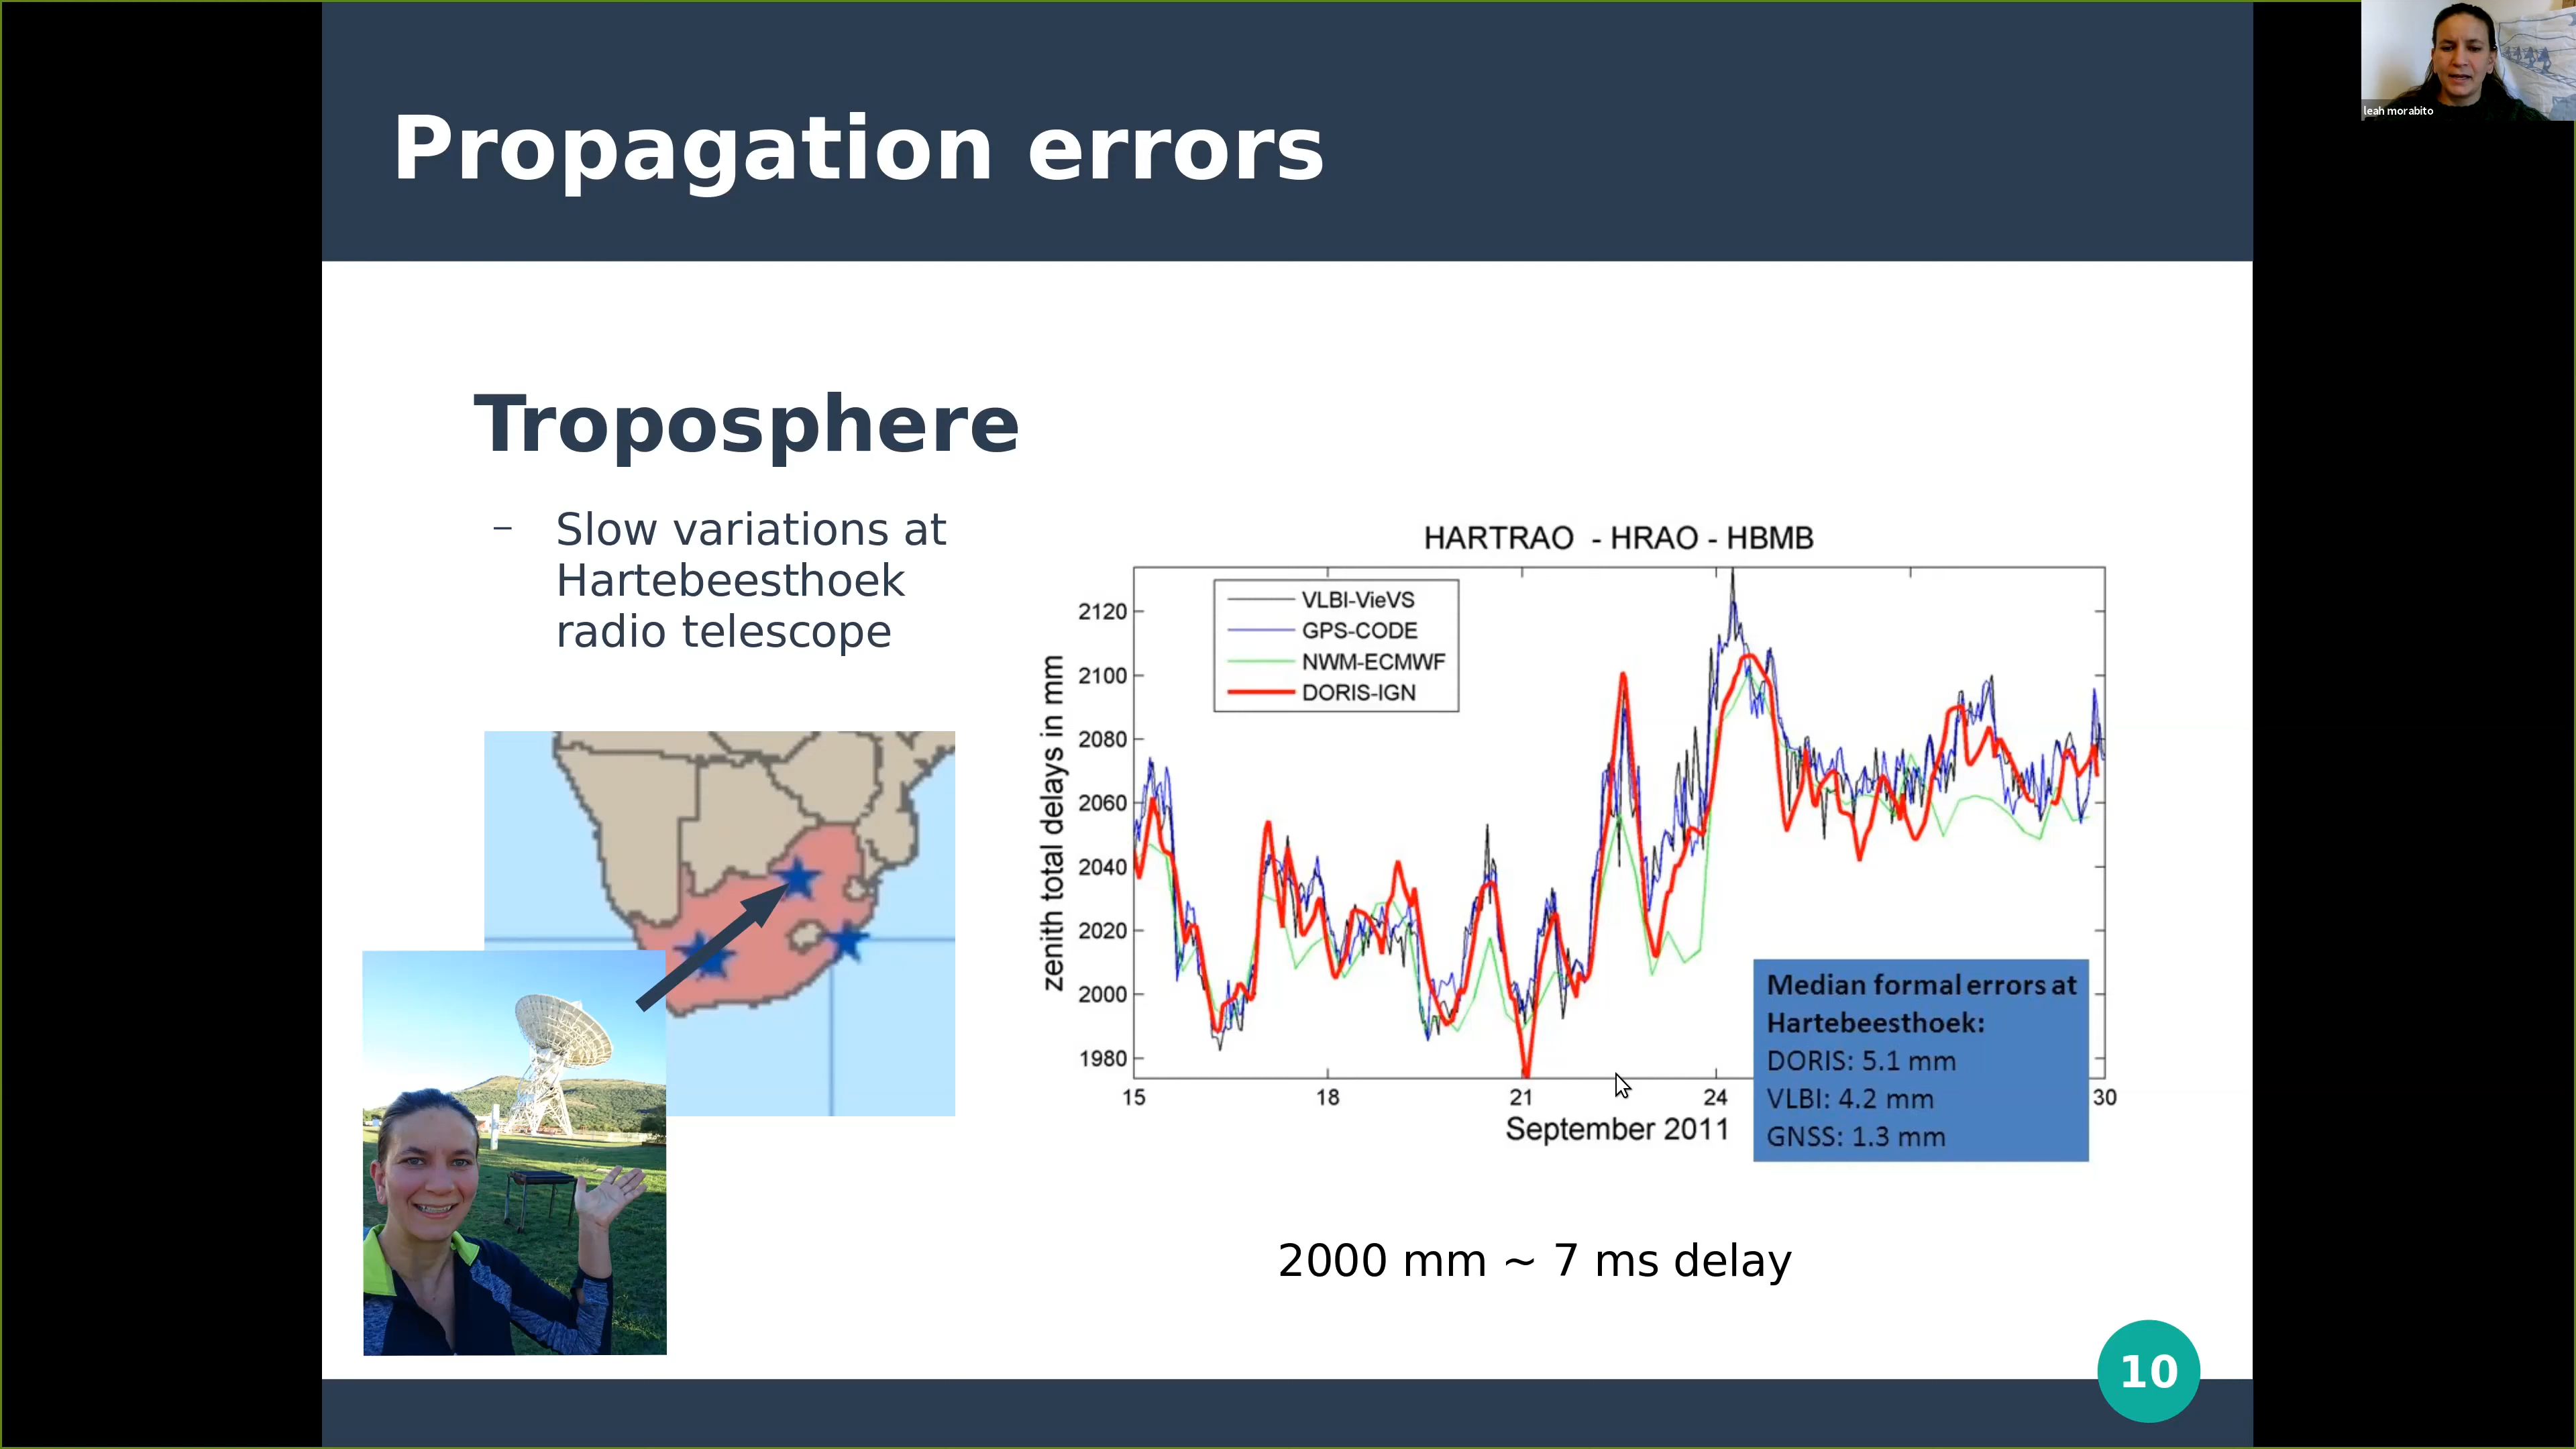 leah morabito
Propagation errors
Troposphere
– Slow variations at
Hartebeesthoek
radio telescope
HARTRAO - HRAO - HBMB
VLBI-VieVS
GPS-CODE
NWM-ECMWF
DORIS-IGN
zenith total delays in mm
2120
2100
2080
2060
2040
2020
2000
1980
15 18 21 24 30
September 2011
Median formal errors at
Hartebeesthoek:
DORIS: 5.1 mm
VLBI: 4.2 mm
GNSS: 1.3 mm
2000 mm ~ 7 ms delay
10